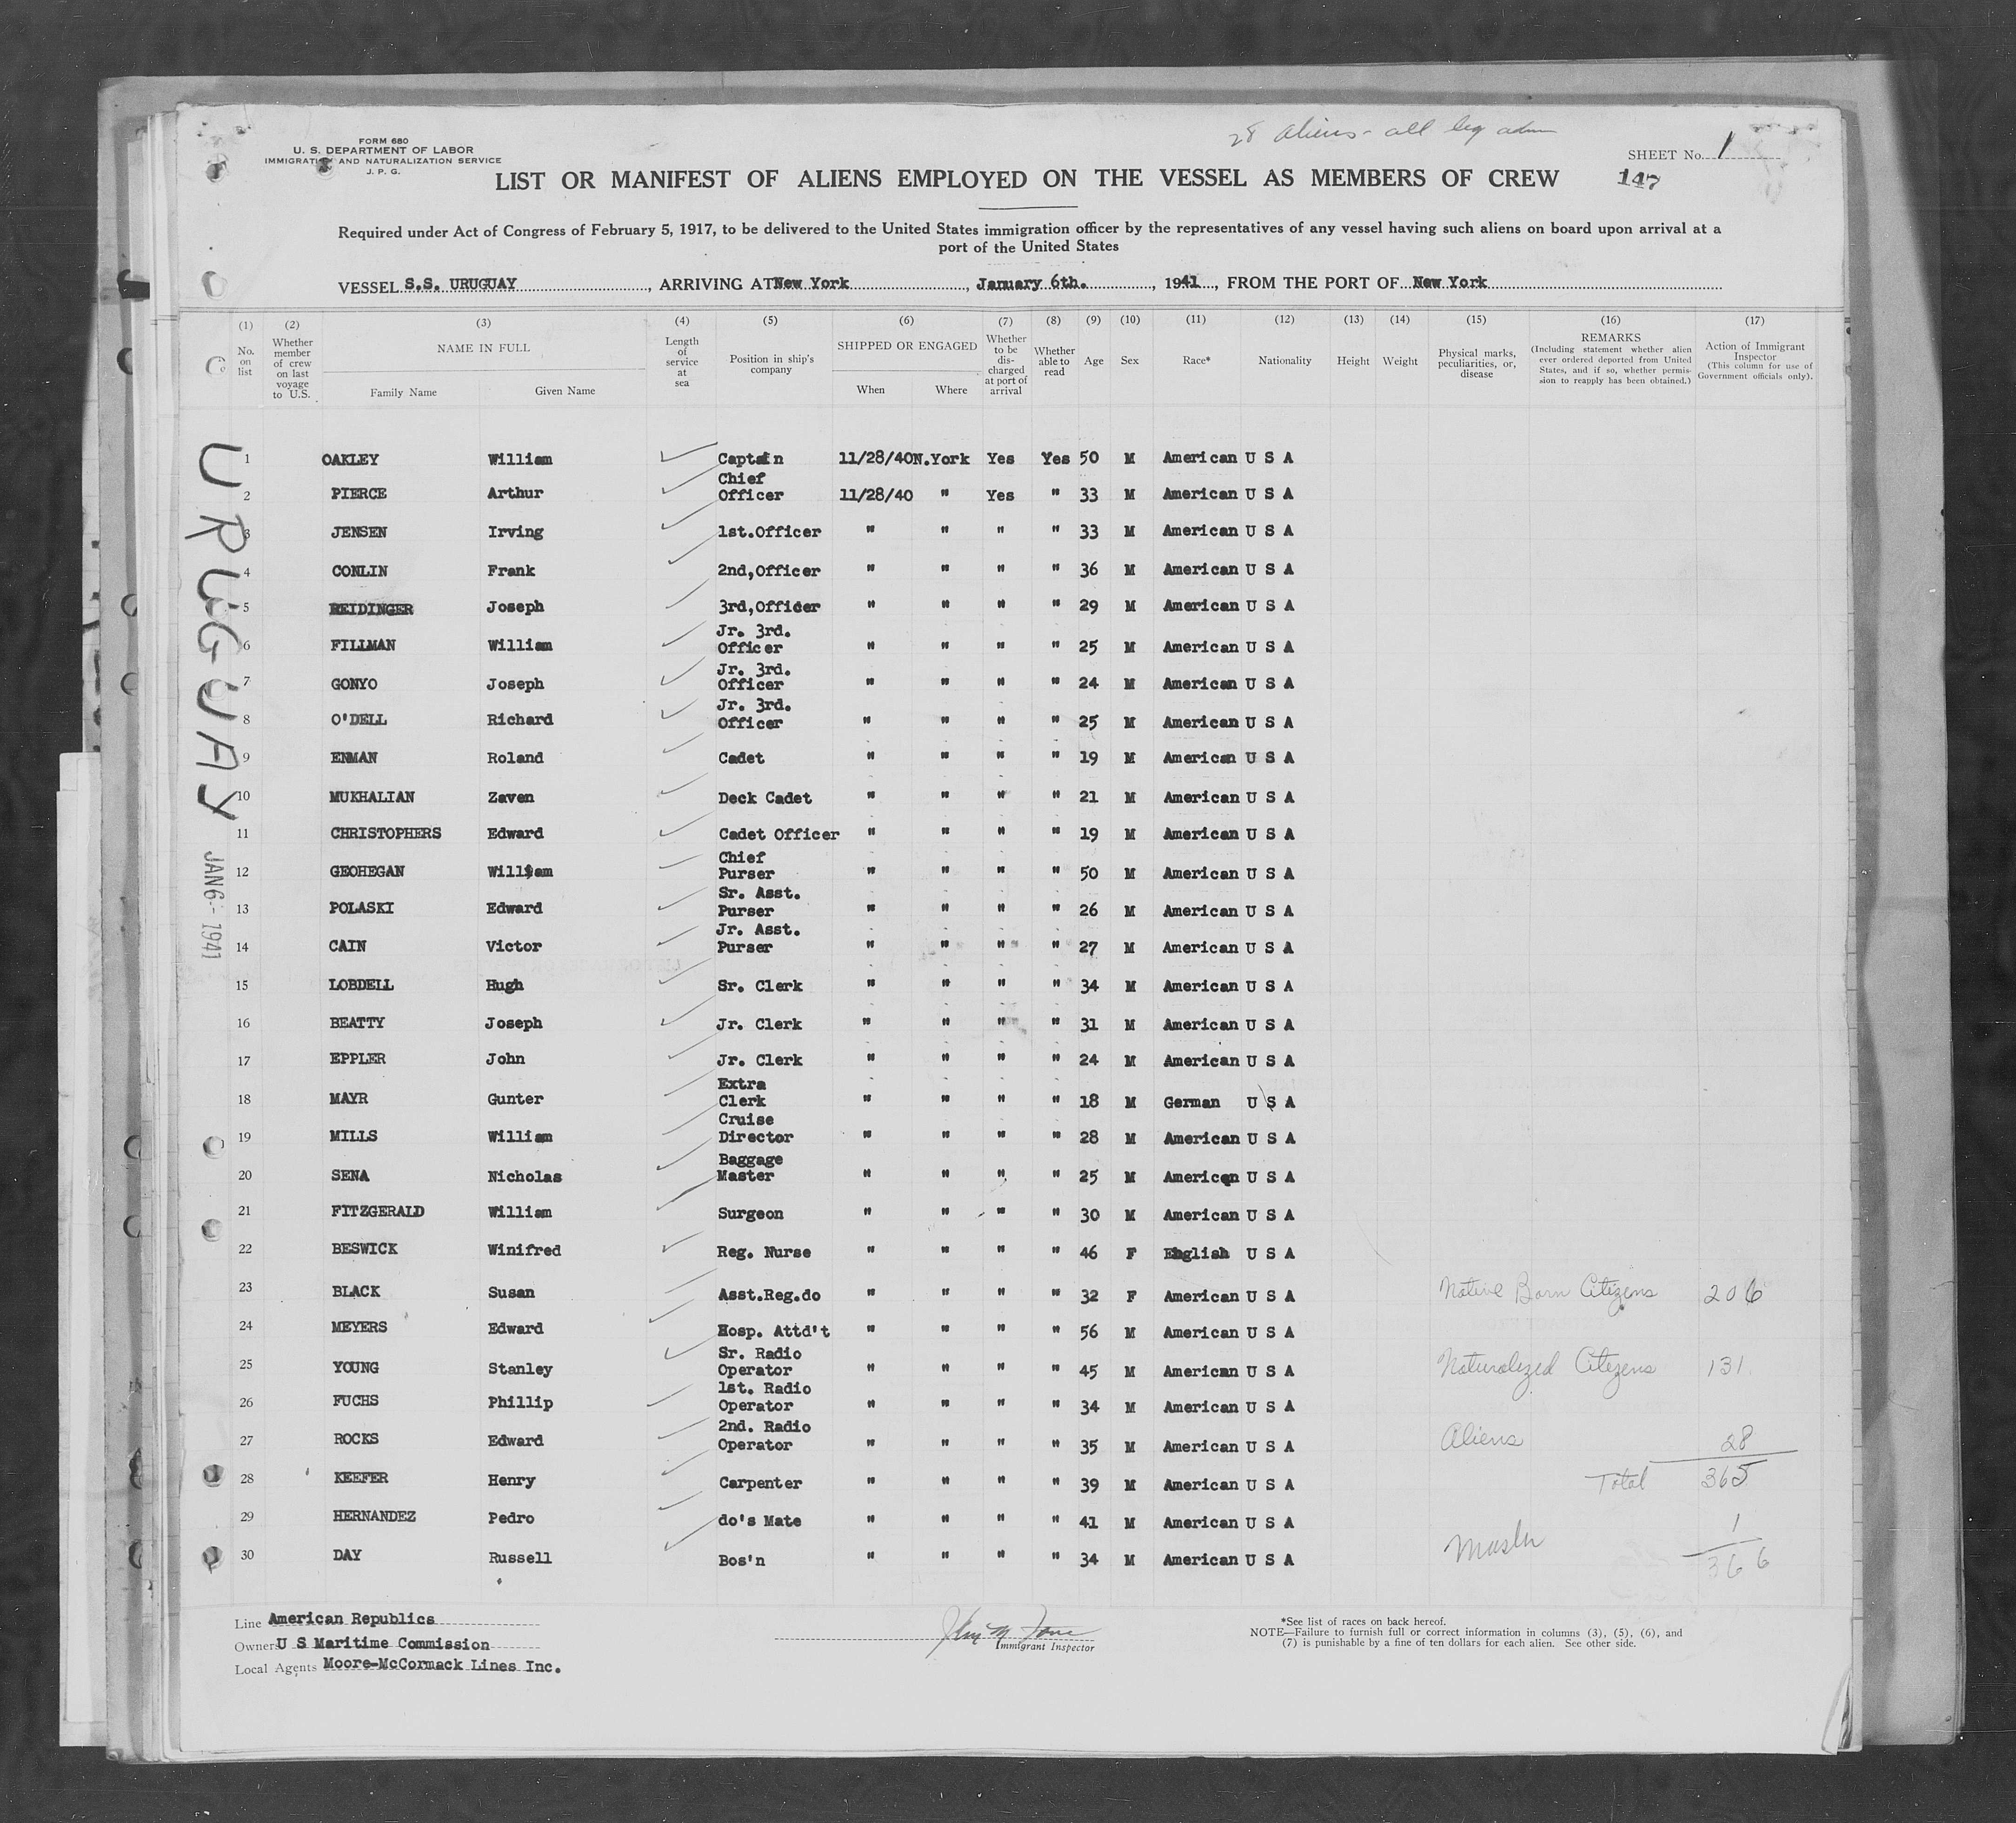 28 aliens - all leg adm
FORM 680
U. S. DEPARTMENT OF LABOR
IMMIGRATION AND NATURALIZATION SERVICE
J. P. G.
SHEET No. 1
147
LIST OR MANIFEST OF ALIENS EMPLOYED ON THE VESSEL AS MEMBERS OF CREW
Required under Act of Congress of February 5, 1917, to be delivered to the United States immigration officer by the representatives of any vessel having such aliens on board upon arrival at a
port of the United States
VESSEL S.S. URUGUAY, ARRIVING AT New York, January 6th., 1941, FROM THE PORT OF New York
(1) (2) (3) (4) (5) (6) (7) (8) (9) (10) (11) (12) (13) (14) (15) (16) (17)
No. on list
Whether member of crew on last voyage to U.S.
NAME IN FULL
Family Name Given Name
Length of service at sea
Position in ship's company
SHIPPED OR ENGAGED
When Where
Whether to be discharged at port of arrival
Whether able to read
Age
Sex
Race*
Nationality
Height
Weight
Physical marks, peculiarities, or, disease
REMARKS
(Including statement whether alien ever ordered deported from United States, and if so, whether permission to reapply has been obtained.)
Action of Immigrant Inspector
(This column for use of Government officials only).
URUGUAY
JAN 6 - 1941
1 OAKLEY William Captain 11/28/40 N.York Yes Yes 50 M American U S A
2 PIERCE Arthur Chief Officer 11/28/40 " Yes " 33 M American U S A
3 JENSEN Irving 1st.Officer " " " " 33 M American U S A
4 CONLIN Frank 2nd,Officer " " " " 36 M American U S A
5 REIDINGER Joseph 3rd,Officer " " " " 29 M American U S A
6 FILLMAN William Jr. 3rd. Officer " " " " 25 M American U S A
7 GONYO Joseph Jr. 3rd. Officer " " " " 24 M American U S A
8 O'DELL Richard Jr. 3rd. Officer " " " " 25 M American U S A
9 ENMAN Roland Cadet " " " " 19 M American U S A
10 MUKHALIAN Zaven Deck Cadet " " " " 21 M American U S A
11 CHRISTOPHERS Edward Cadet Officer " " " " 19 M American U S A
12 GEOHEGAN William Chief Purser " " " " 50 M American U S A
13 POLASKI Edward Sr. Asst. Purser " " " " 26 M American U S A
14 CAIN Victor Jr. Asst. Purser " " " " 27 M American U S A
15 LOBDELL Hugh Sr. Clerk " " " " 34 M American U S A
16 BEATTY Joseph Jr. Clerk " " " " 31 M American U S A
17 EPPLER John Jr. Clerk " " " " 24 M American U S A
18 MAYR Gunter Extra Clerk " " " " 18 M German U S A
19 MILLS William Cruise Director " " " " 28 M American U S A
20 SENA Nicholas Baggage Master " " " " 25 M American U S A
21 FITZGERALD William Surgeon " " " " 30 M American U S A
22 BESWICK Winifred Reg. Nurse " " " " 46 F English U S A
23 BLACK Susan Asst.Reg.do " " " " 32 F American U S A Native Born Citizens 206
24 MEYERS Edward Hosp. Attd't " " " " 56 M American U S A
25 YOUNG Stanley Sr. Radio Operator " " " " 45 M American U S A Naturalized Citizens 131
26 FUCHS Phillip 1st. Radio Operator " " " " 34 M American U S A
27 ROCKS Edward 2nd. Radio Operator " " " " 35 M American U S A Aliens 28
28 KEEFER Henry Carpenter " " " " 39 M American U S A Total 365
29 HERNANDEZ Pedro do's Mate " " " " 41 M American U S A
30 DAY Russell Bos'n " " " " 34 M American U S A Master 1
366
Line American Republics
Owners U S Maritime Commission
Local Agents Moore-McCormack Lines Inc.
Immigrant Inspector
*See list of races on back hereof.
NOTE—Failure to furnish full or correct information in columns (3), (5), (6), and
(7) is punishable by a fine of ten dollars for each alien. See other side.